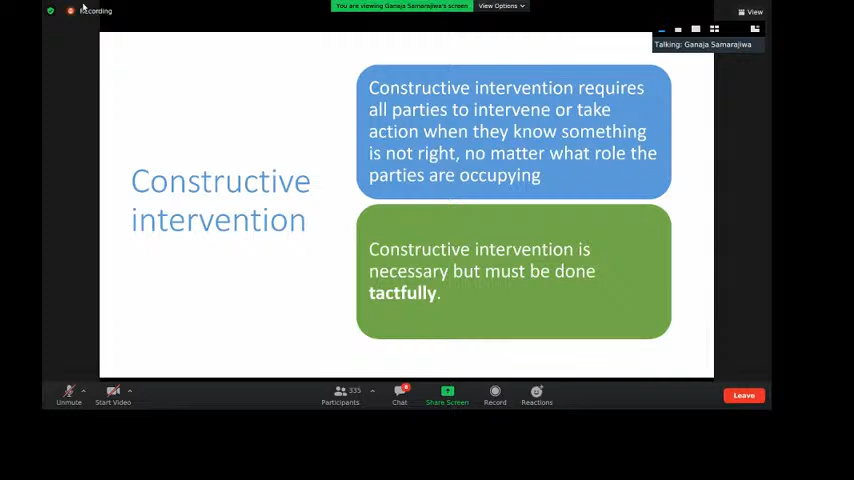 Recording
You are viewing Ganaja Samarajiwa's screen
View Options
View
Talking: Ganaja Samarajiwa
Constructive
intervention
Constructive intervention requires
all parties to intervene or take
action when they know something
is not right, no matter what role the
parties are occupying
Constructive intervention is
necessary but must be done
tactfully.
Unmute
Start Video
335
Participants
8
Chat
Share Screen
Record
Reactions
Leave